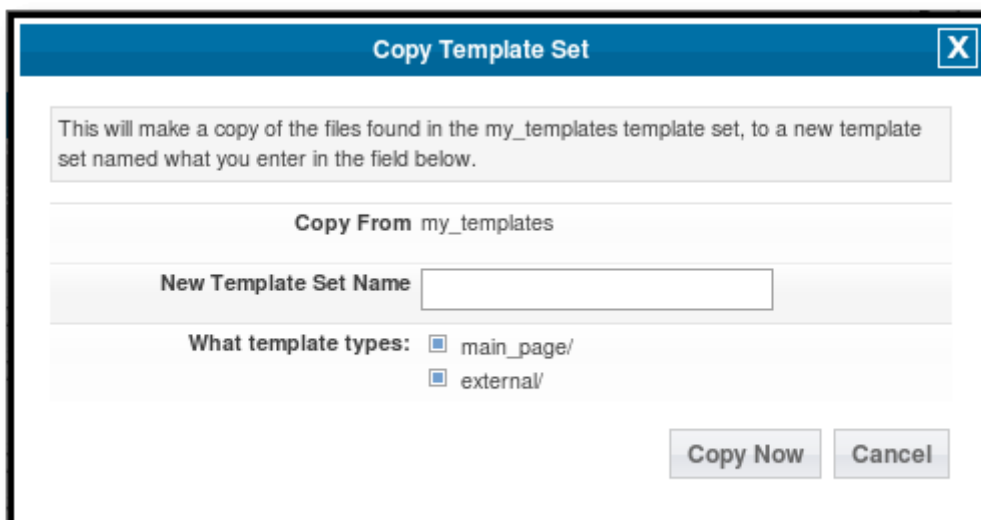 Copy Template Set X
This will make a copy of the files found in the my_templates template set, to a new template
set named what you enter in the field below.
Copy From my_templates
New Template Set Name
What template types: main_page/
external/
Copy Now Cancel